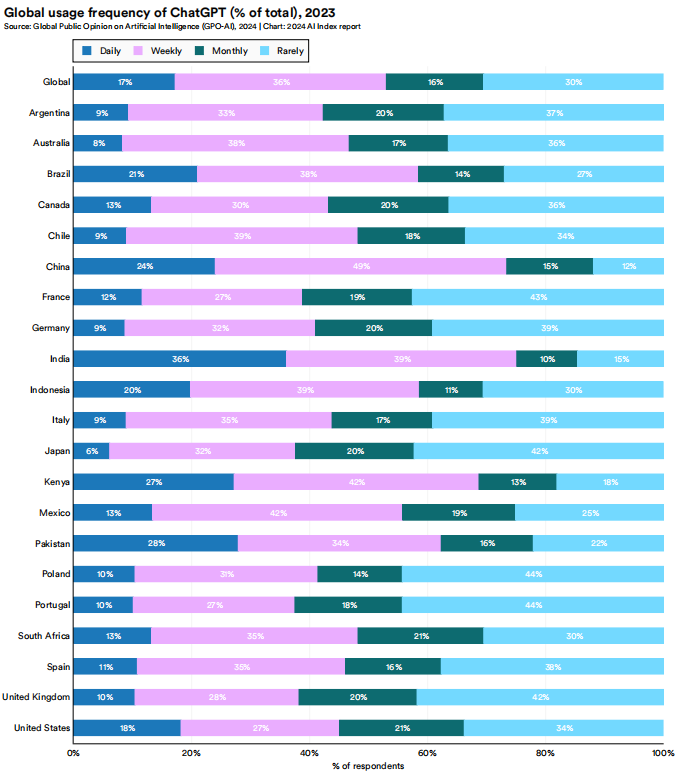 Global usage frequency of ChatGPT (% of total), 2023
Source: Global Public Opinion on Artificial Intelligence (GPO-AI), 2024 | Chart: 2024 AI Index report
Daily Weekly Monthly Rarely
Global 17% 36% 16% 30%
Argentina 9% 33% 20% 37%
Australia 8% 38% 17% 36%
Brazil 21% 38% 14% 27%
Canada 13% 30% 20% 36%
Chile 9% 39% 18% 34%
China 24% 49% 15% 12%
France 12% 27% 19% 43%
Germany 9% 32% 20% 39%
India 36% 39% 10% 15%
Indonesia 20% 39% 11% 30%
Italy 9% 35% 17% 39%
Japan 6% 32% 20% 42%
Kenya 27% 42% 13% 18%
Mexico 13% 42% 19% 25%
Pakistan 28% 34% 16% 22%
Poland 10% 31% 14% 44%
Portugal 10% 27% 18% 44%
South Africa 13% 35% 21% 30%
Spain 11% 35% 16% 38%
United Kingdom 10% 28% 20% 42%
United States 18% 27% 21% 34%
0% 20% 40% 60% 80% 100%
% of respondents